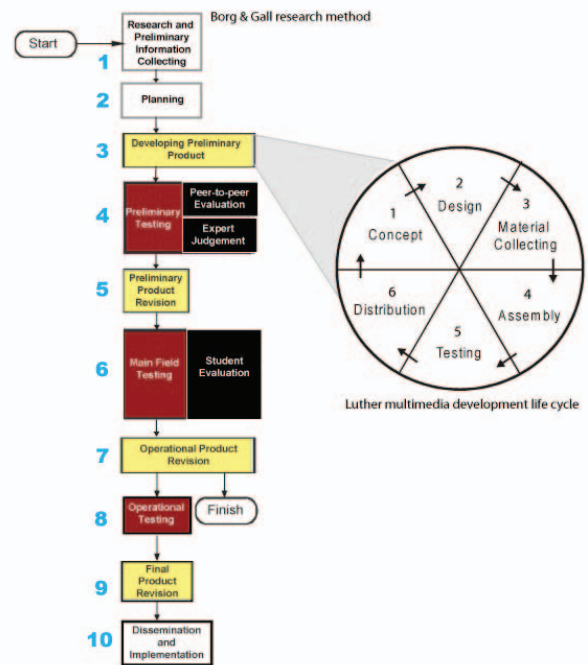 Borg & Gall research method
Start
1
Research and
Preliminary
Information
Collecting
2
Planning
3
Developing Preliminary
Product
4
Preliminary
Testing
Peer-to-peer
Evaluation
Expert
Judgement
5
Preliminary
Product
Revision
6
Main Field
Testing
Student
Evaluation
7
Operational Product
Revision
8
Operational
Testing
Finish
9
Final
Product
Revision
10
Dissemination
and
Implementation
1
Concept
2
Design
3
Material
Collecting
4
Assembly
5
Testing
6
Distribution
Luther multimedia development life cycle